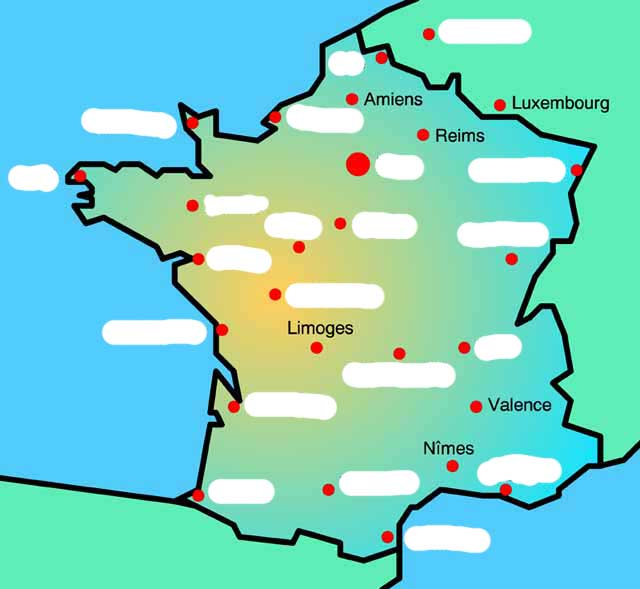 Amiens
Luxembourg
Reims
Limoges
Valence
Nîmes